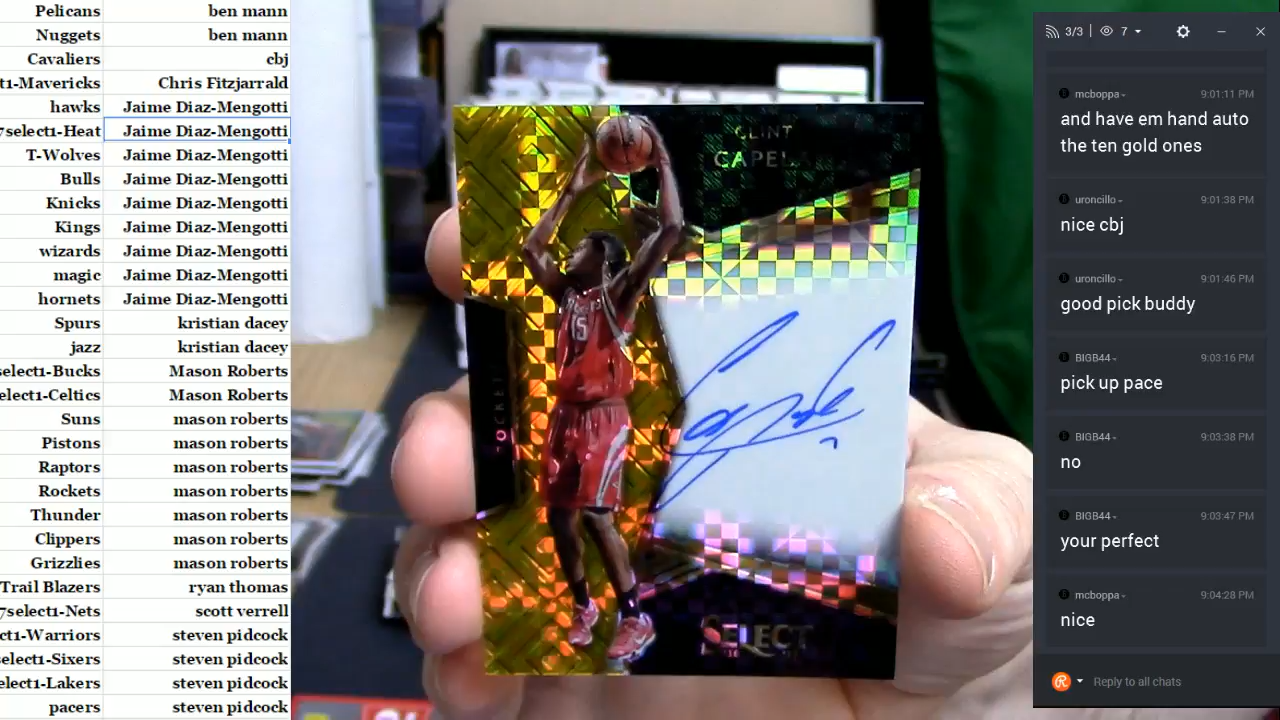 Pelicans ben mann
Nuggets ben mann
Cavaliers cbj
t1-Mavericks Chris Fitzjarrald
hawks Jaime Diaz-Mengotti
7select1-Heat Jaime Diaz-Mengotti
T-Wolves Jaime Diaz-Mengotti
Bulls Jaime Diaz-Mengotti
Knicks Jaime Diaz-Mengotti
Kings Jaime Diaz-Mengotti
wizards Jaime Diaz-Mengotti
magic Jaime Diaz-Mengotti
hornets Jaime Diaz-Mengotti
Spurs kristian dacey
jazz kristian dacey
select1-Bucks Mason Roberts
elect1-Celtics Mason Roberts
Suns mason roberts
Pistons mason roberts
Raptors mason roberts
Rockets mason roberts
Thunder mason roberts
Clippers mason roberts
Grizzlies mason roberts
Trail Blazers ryan thomas
7select1-Nets scott verrell
ct1-Warriors steven pidcock
select1-Sixers steven pidcock
elect1-Lakers steven pidcock
pacers steven pidcock
CLINT
CAPELA
15
SELECT
3/3 7
mcboppa 9:01:11 PM
and have em hand auto
the ten gold ones
uroncillo 9:01:38 PM
nice cbj
uroncillo 9:01:46 PM
good pick buddy
BIGB44 9:03:16 PM
pick up pace
BIGB44 9:03:38 PM
no
BIGB44 9:03:47 PM
your perfect
mcboppa 9:04:28 PM
nice
Reply to all chats